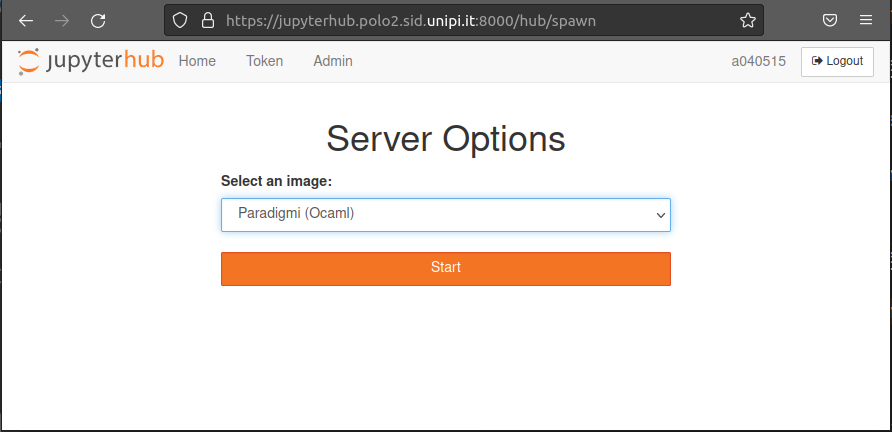 https://jupyterhub.polo2.sid.unipi.it:8000/hub/spawn
jupyterhub Home Token Admin a040515 Logout
Server Options
Select an image:
Paradigmi (Ocaml)
Start